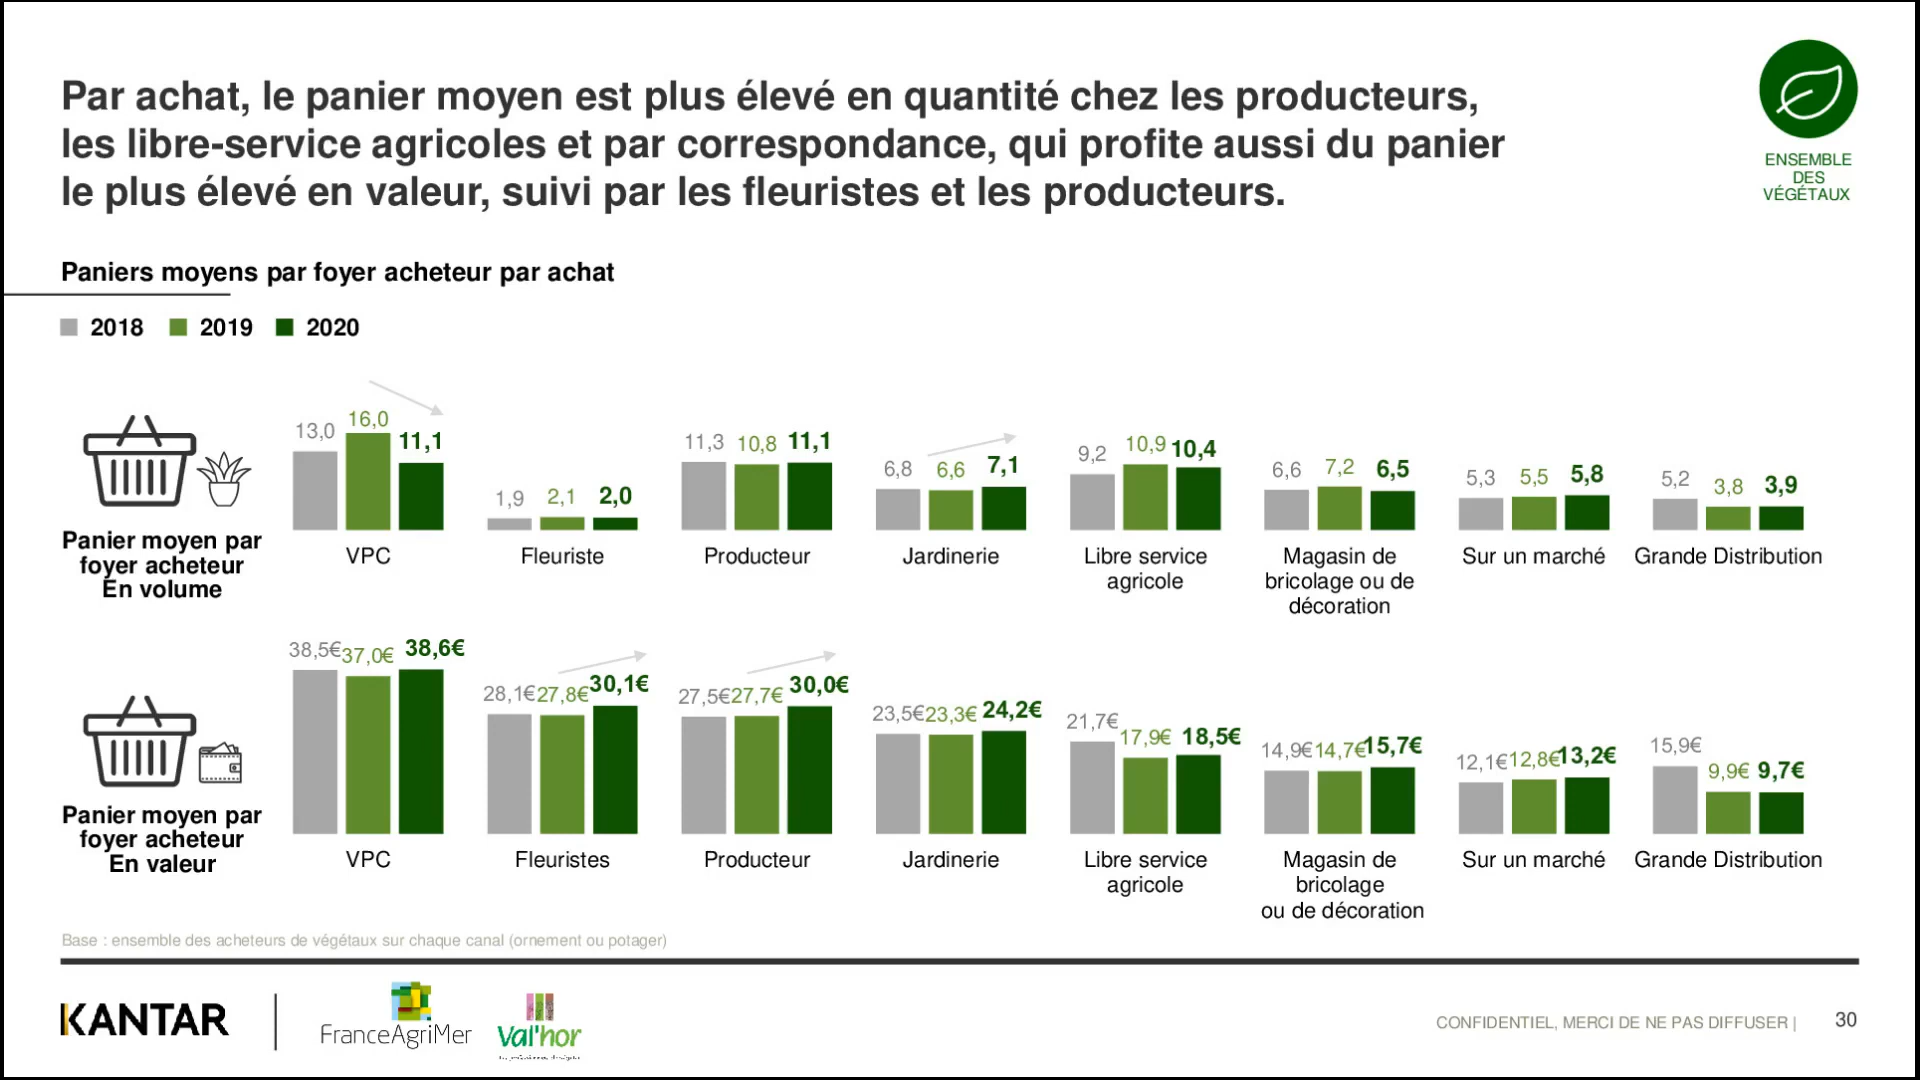 Par achat, le panier moyen est plus élevé en quantité chez les producteurs,
les libre-service agricoles et par correspondance, qui profite aussi du panier
le plus élevé en valeur, suivi par les fleuristes et les producteurs.
ENSEMBLE
DES
VÉGÉTAUX
Paniers moyens par foyer acheteur par achat
2018 2019 2020
Panier moyen par
foyer acheteur
En volume
13,0 16,0 11,1
VPC
1,9 2,1 2,0
Fleuriste
11,3 10,8 11,1
Producteur
6,8 6,6 7,1
Jardinerie
9,2 10,9 10,4
Libre service
agricole
6,6 7,2 6,5
Magasin de
bricolage ou de
décoration
5,3 5,5 5,8
Sur un marché
5,2 3,8 3,9
Grande Distribution
Panier moyen par
foyer acheteur
En valeur
38,5€ 37,0€ 38,6€
VPC
28,1€ 27,8€ 30,1€
Fleuristes
27,5€ 27,7€ 30,0€
Producteur
23,5€ 23,3€ 24,2€
Jardinerie
21,7€ 17,9€ 18,5€
Libre service
agricole
14,9€ 14,7€ 15,7€
Magasin de
bricolage
ou de décoration
12,1€ 12,8€ 13,2€
Sur un marché
15,9€ 9,9€ 9,7€
Grande Distribution
Base : ensemble des acheteurs de végétaux sur chaque canal (ornement ou potager)
KANTAR
FranceAgriMer
Val'hor
CONFIDENTIEL, MERCI DE NE PAS DIFFUSER | 30